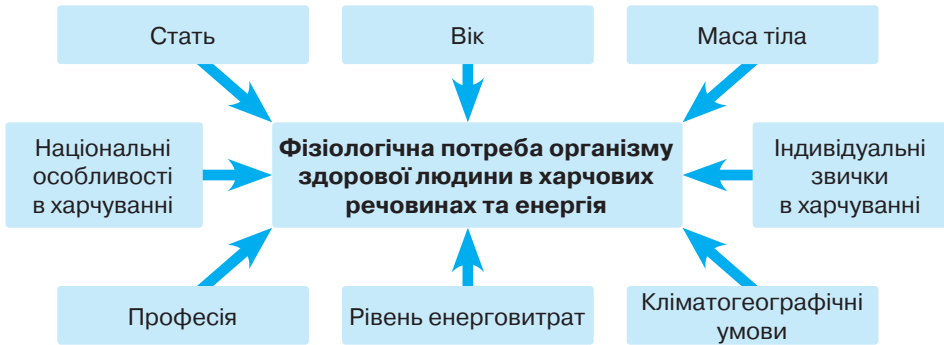 Стать
Вік
Маса тіла
Національні
особливості
в харчуванні
Фізіологічна потреба організму
здорової людини в харчових
речовинах та енергія
Індивідуальні
звички
в харчуванні
Професія
Рівень енерговитрат
Кліматогеографічні
умови